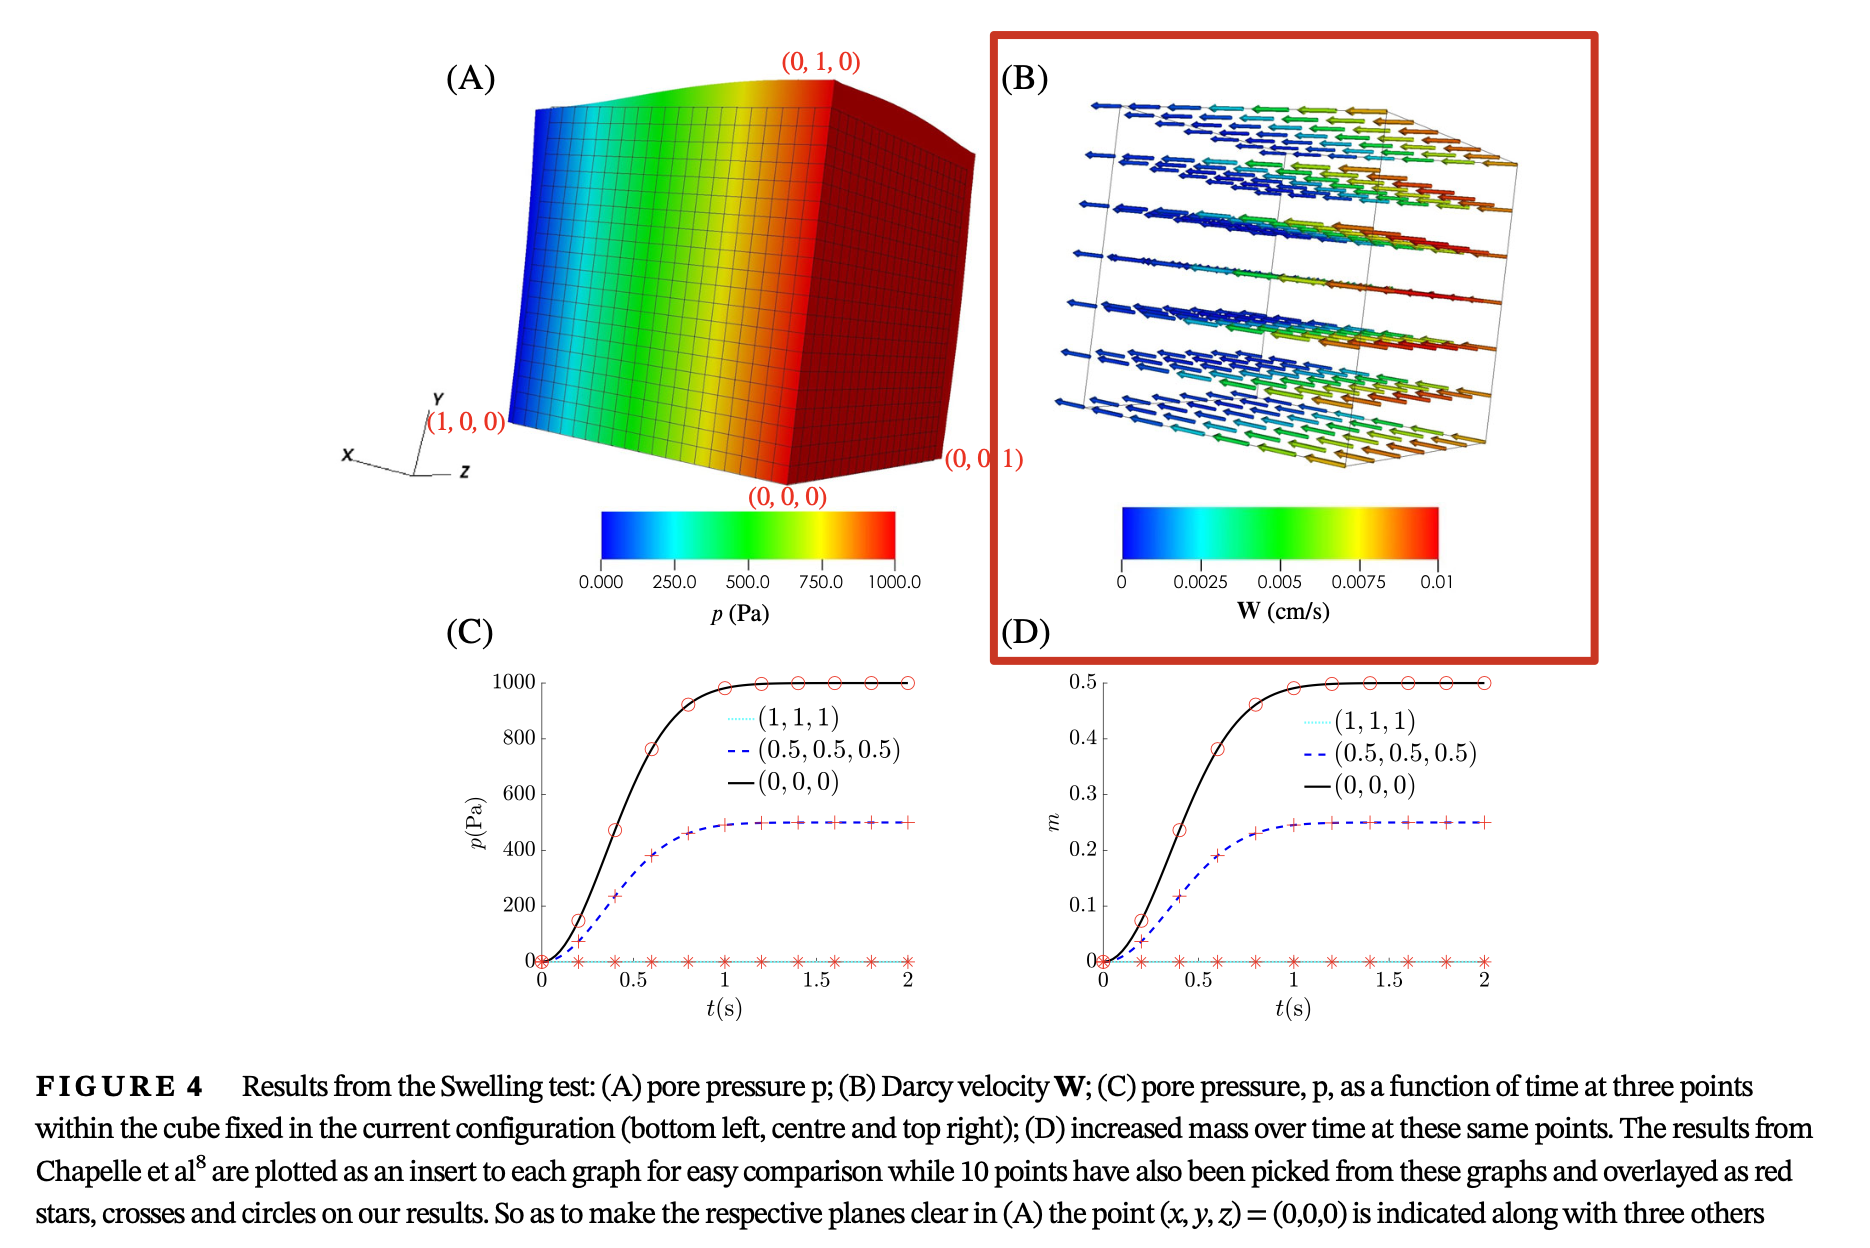 (A)
(0, 1, 0)
(1, 0, 0)
(0, 0, 1)
(0, 0, 0)
Y
X
Z
0.000 250.0 500.0 750.0 1000.0
p (Pa)
(B)
0 0.0025 0.005 0.0075 0.01
W (cm/s)
(C)
1000
800
600
400
200
0
p(Pa)
(1, 1, 1)
(0.5, 0.5, 0.5)
(0, 0, 0)
0 0.5 1 1.5 2
t(s)
(D)
0.5
0.4
0.3
0.2
0.1
0
m
(1, 1, 1)
(0.5, 0.5, 0.5)
(0, 0, 0)
0 0.5 1 1.5 2
t(s)
FIGURE 4 Results from the Swelling test: (A) pore pressure p; (B) Darcy velocity W; (C) pore pressure, p, as a function of time at three points
within the cube fixed in the current configuration (bottom left, centre and top right); (D) increased mass over time at these same points. The results from
Chapelle et al⁸ are plotted as an insert to each graph for easy comparison while 10 points have also been picked from these graphs and overlayed as red
stars, crosses and circles on our results. So as to make the respective planes clear in (A) the point (x, y, z) = (0,0,0) is indicated along with three others